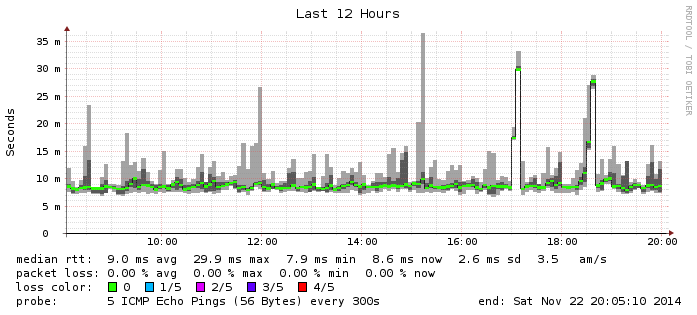 Last 12 Hours
RRDTOOL / TOBI OETIKER
Seconds
35 m
30 m
25 m
20 m
15 m
10 m
5 m
0
10:00 12:00 14:00 16:00 18:00 20:00
median rtt: 9.0 ms avg 29.9 ms max 7.9 ms min 8.6 ms now 2.6 ms sd 3.5 am/s
packet loss: 0.00 % avg 0.00 % max 0.00 % min 0.00 % now
loss color: 0 1/5 2/5 3/5 4/5
probe: 5 ICMP Echo Pings (56 Bytes) every 300s end: Sat Nov 22 20:05:10 2014